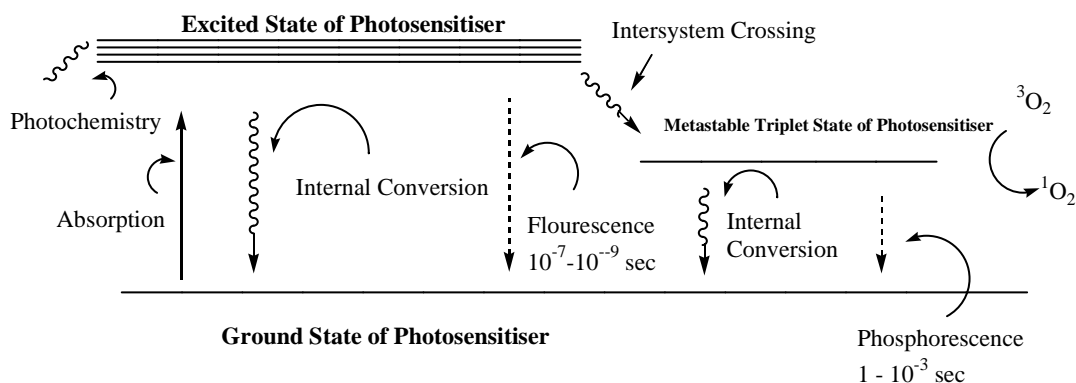 Excited State of Photosensitiser
Intersystem Crossing
Photochemistry
³O₂
Metastable Triplet State of Photosensitiser
Internal Conversion
¹O₂
Absorption
Flourescence
10⁻⁷-10⁻⁻⁹ sec
Internal
Conversion
Ground State of Photosensitiser
Phosphorescence
1 - 10⁻³ sec